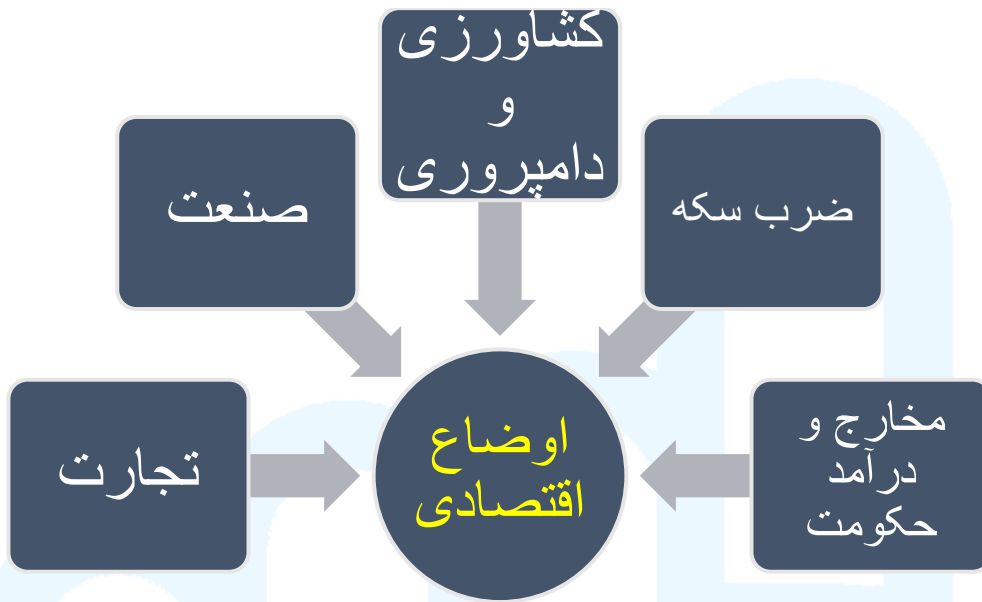 کشاورزی
و
دامپروری
ضرب سکه
صنعت
مخارج و
درآمد
حکومت
تجارت
اوضاع
اقتصادی